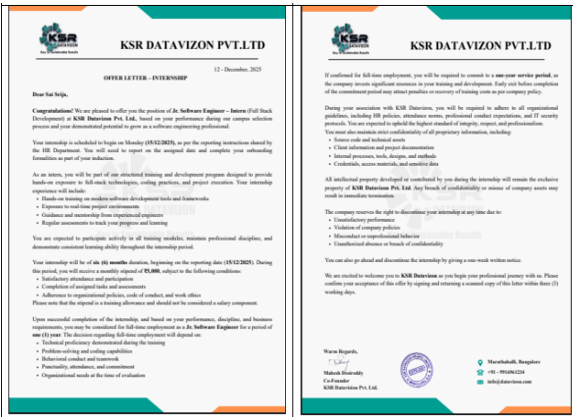 KSR
DATAVIZON
KSR DATAVIZON PVT.LTD
12 - December, 2025
OFFER LETTER – INTERNSHIP
Dear Sai Srija,
Congratulations! We are pleased to offer you the position of Jr. Software Engineer – Intern (Full Stack
Development) at KSR Datavizon Pvt. Ltd., based on your performance during our campus selection
process and your demonstrated potential to grow as a software engineering professional.
Your internship is scheduled to begin on Monday (15/12/2025), as per the reporting instructions shared by
the HR Department. You will need to report on the assigned date and complete your onboarding
formalities as part of your induction.
As an intern, you will be part of our structured training and development program designed to provide
hands-on exposure to full-stack technologies, coding practices, and project execution. Your internship
experience will include:
• Hands-on training on modern software development tools and frameworks
• Exposure to real-time project environments
• Guidance and mentorship from experienced engineers
• Regular assessments to track your progress and learning
You are expected to participate actively in all training modules, maintain professional discipline, and
demonstrate consistent learning ability throughout the internship period.
Your internship will be of six (6) months duration, beginning on the reporting date (15/12/2025). During
this period, you will receive a monthly stipend of ₹5,000, subject to the following conditions:
• Satisfactory attendance and participation
• Completion of assigned tasks and assessments
• Adherence to organizational policies, code of conduct, and work ethics
Please note that the stipend is a training allowance and should not be considered a salary component.
Upon successful completion of the internship, and based on your performance, discipline, and business
requirements, you may be considered for full-time employment as a Jr. Software Engineer for a period of
one (1) year. The decision regarding full-time employment will depend on:
• Technical proficiency demonstrated during the training
• Problem-solving and coding capabilities
• Behavioral conduct and teamwork
• Punctuality, attendance, and commitment
• Organizational needs at the time of evaluation
KSR
DATAVIZON
KSR DATAVIZON PVT.LTD
If confirmed for full-time employment, you will be required to commit to a one-year service period, as
the company invests significant resources in your training and development. Early exit before completion
of the commitment period may attract penalties or recovery of training costs as per company policy.
During your association with KSR Datavizon, you will be required to adhere to all organizational
guidelines, including HR policies, attendance norms, professional conduct expectations, and IT security
protocols. You are expected to uphold the highest standard of integrity, respect, and professionalism.
You must also maintain strict confidentiality of all proprietary information, including:
• Source code and technical assets
• Client information and project documentation
• Internal processes, tools, designs, and methods
• Credentials, access materials, and sensitive data
All intellectual property developed or contributed by you during the internship will remain the exclusive
property of KSR Datavizon Pvt. Ltd. Any breach of confidentiality or misuse of company assets may
result in immediate termination.
The company reserves the right to discontinue your internship at any time due to:
• Unsatisfactory performance
• Violation of company policies
• Misconduct or unprofessional behavior
• Unauthorized absence or breach of confidentiality
You can also go ahead and discontinue the internship by giving a one-week written notice.
We are excited to welcome you to KSR Datavizon as you begin your professional journey with us. Please
confirm your acceptance of this offer by signing and returning a scanned copy of this letter within three (3)
working days.
Warm Regards,
Mahesh
Co-Founder
KSR Datavizon Pvt. Ltd.
Marathahalli, Bangalore
info@datavizon.com